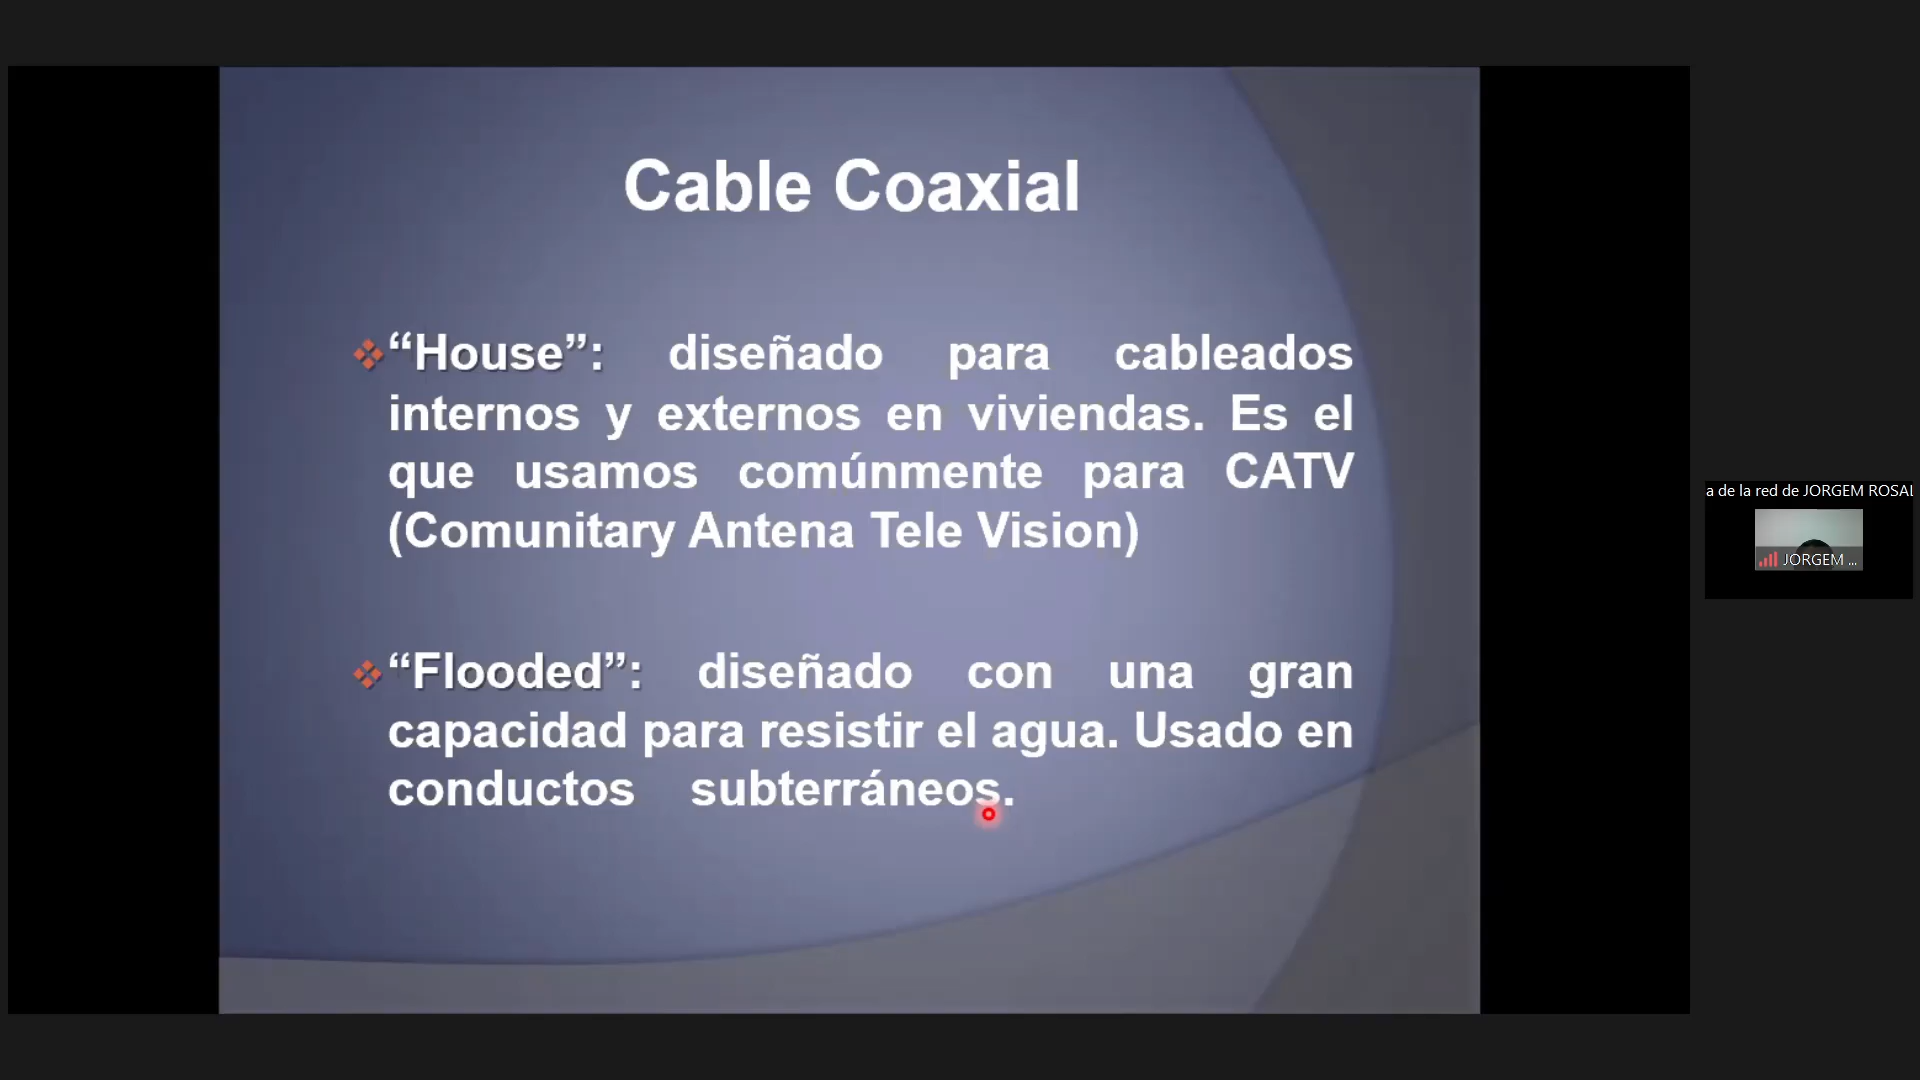 Cable Coaxial
“House”: diseñado para cableados
internos y externos en viviendas. Es el
que usamos comúnmente para CATV
(Comunitary Antena Tele Vision)
“Flooded”: diseñado con una gran
capacidad para resistir el agua. Usado en
conductos subterráneos.
a de la red de JORGEM ROSAL
JORGEM ...